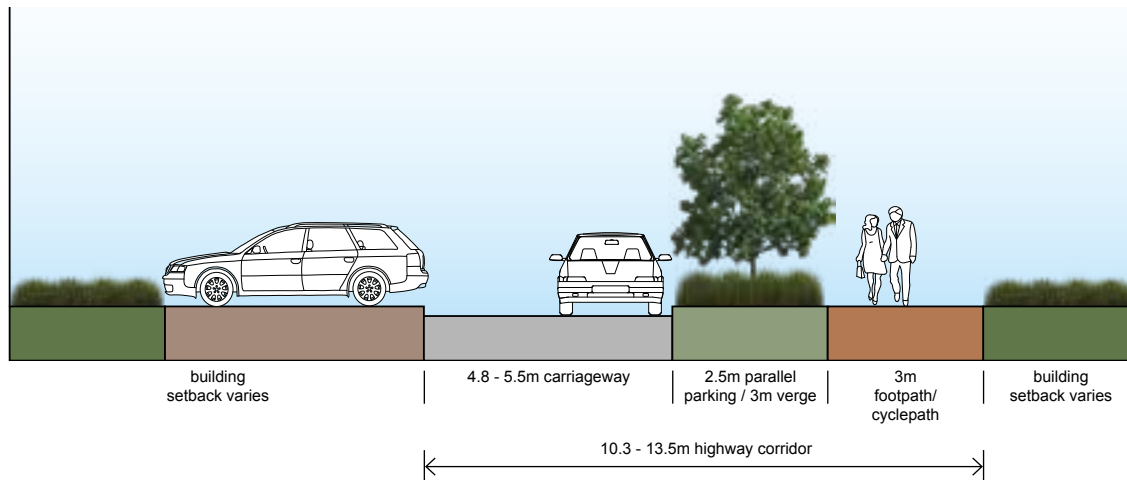 building
setback varies
4.8 - 5.5m carriageway
2.5m parallel
parking / 3m verge
3m
footpath/
cyclepath
building
setback varies
10.3 - 13.5m highway corridor